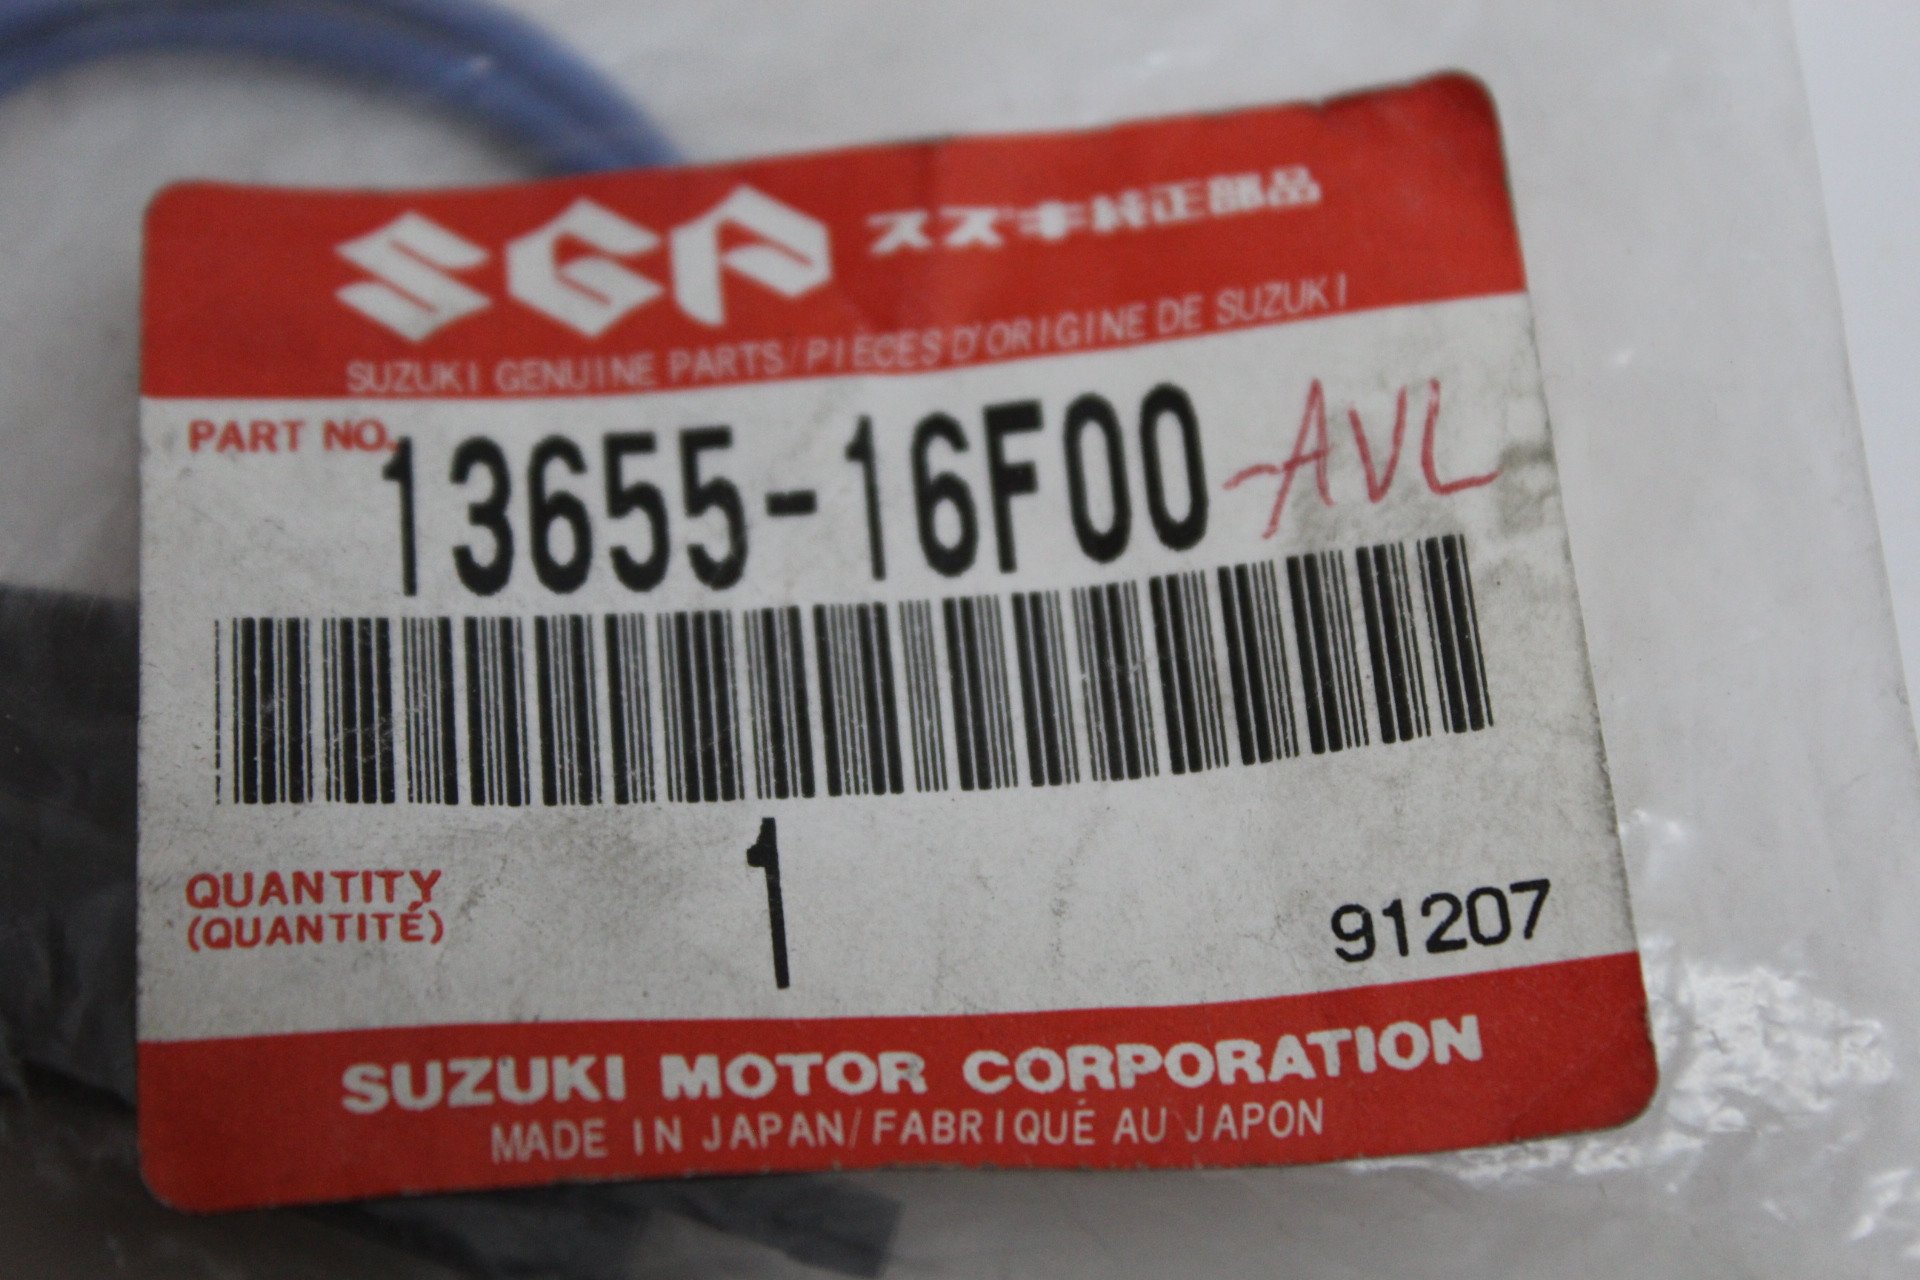 SGP スズキ純正部品
SUZUKI GENUINE PARTS/PIÈCES D'ORIGINE DE SUZUKI
PART NO. 13655-16F00 -AVL
1
QUANTITY
(QUANTITÉ)
91207
SUZUKI MOTOR CORPORATION
MADE IN JAPAN/FABRIQUÉ AU JAPON